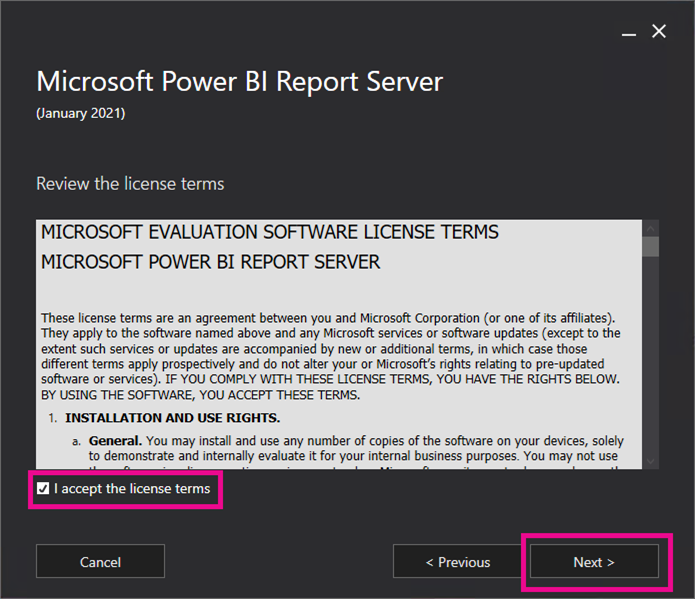 Microsoft Power BI Report Server
(January 2021)
Review the license terms
MICROSOFT EVALUATION SOFTWARE LICENSE TERMS
MICROSOFT POWER BI REPORT SERVER
These license terms are an agreement between you and Microsoft Corporation (or one of its affiliates).
They apply to the software named above and any Microsoft services or software updates (except to the
extent such services or updates are accompanied by new or additional terms, in which case those
different terms apply prospectively and do not alter your or Microsoft's rights relating to pre-updated
software or services). IF YOU COMPLY WITH THESE LICENSE TERMS, YOU HAVE THE RIGHTS BELOW.
BY USING THE SOFTWARE, YOU ACCEPT THESE TERMS.
1. INSTALLATION AND USE RIGHTS.
a. General. You may install and use any number of copies of the software on your devices, solely
to demonstrate and internally evaluate it for your internal business purposes. You may not use
I accept the license terms
Cancel
< Previous
Next >